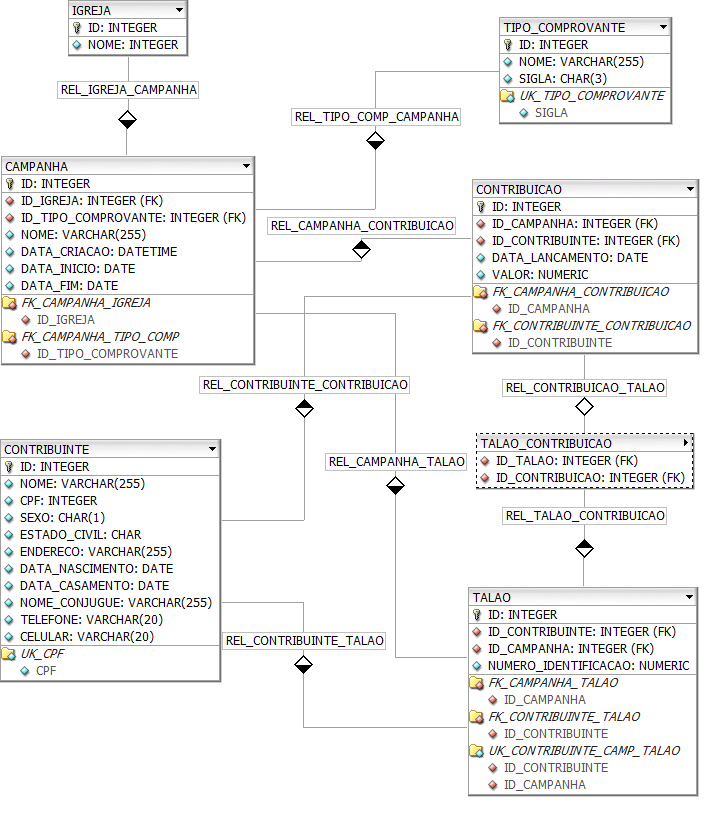 IGREJA
ID: INTEGER
NOME: INTEGER
REL_IGREJA_CAMPANHA
TIPO_COMPROVANTE
ID: INTEGER
NOME: VARCHAR(255)
SIGLA: CHAR(3)
UK_TIPO_COMPROVANTE
SIGLA
REL_TIPO_COMP_CAMPANHA
CAMPANHA
ID: INTEGER
ID_IGREJA: INTEGER (FK)
ID_TIPO_COMPROVANTE: INTEGER (FK)
NOME: VARCHAR(255)
DATA_CRIACAO: DATETIME
DATA_INICIO: DATE
DATA_FIM: DATE
FK_CAMPANHA_IGREJA
ID_IGREJA
FK_CAMPANHA_TIPO_COMP
ID_TIPO_COMPROVANTE
REL_CAMPANHA_CONTRIBUICAO
CONTRIBUICAO
ID: INTEGER
ID_CAMPANHA: INTEGER (FK)
ID_CONTRIBUINTE: INTEGER (FK)
DATA_LANCAMENTO: DATE
VALOR: NUMERIC
FK_CAMPANHA_CONTRIBUICAO
ID_CAMPANHA
FK_CONTRIBUINTE_CONTRIBUICAO
ID_CONTRIBUINTE
REL_CONTRIBUINTE_CONTRIBUICAO
REL_CONTRIBUICAO_TALAO
CONTRIBUINTE
ID: INTEGER
NOME: VARCHAR(255)
CPF: INTEGER
SEXO: CHAR(1)
ESTADO_CIVIL: CHAR
ENDERECO: VARCHAR(255)
DATA_NASCIMENTO: DATE
DATA_CASAMENTO: DATE
NOME_CONJUGUE: VARCHAR(255)
TELEFONE: VARCHAR(20)
CELULAR: VARCHAR(20)
UK_CPF
CPF
REL_CAMPANHA_TALAO
TALAO_CONTRIBUICAO
ID_TALAO: INTEGER (FK)
ID_CONTRIBUICAO: INTEGER (FK)
REL_TALAO_CONTRIBUICAO
REL_CONTRIBUINTE_TALAO
TALAO
ID: INTEGER
ID_CONTRIBUINTE: INTEGER (FK)
ID_CAMPANHA: INTEGER (FK)
NUMERO_IDENTIFICACAO: NUMERIC
FK_CAMPANHA_TALAO
ID_CAMPANHA
FK_CONTRIBUINTE_TALAO
ID_CONTRIBUINTE
UK_CONTRIBUINTE_CAMP_TALAO
ID_CONTRIBUINTE
ID_CAMPANHA